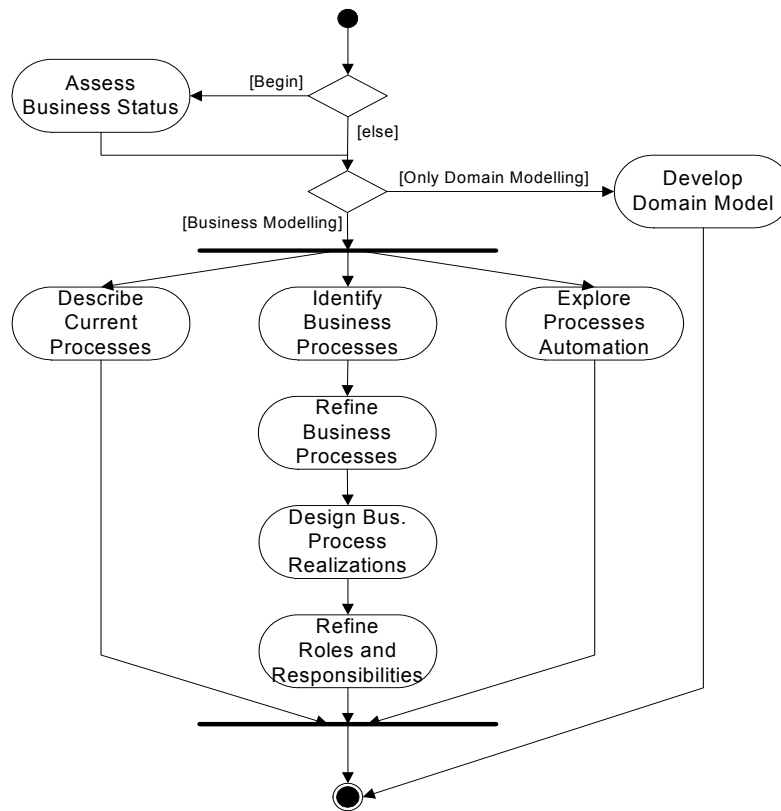 Assess
Business Status
[Begin]
[else]
[Only Domain Modelling]
Develop
Domain Model
[Business Modelling]
Describe
Current
Processes
Identify
Business
Processes
Explore
Processes
Automation
Refine
Business
Processes
Design Bus.
Process
Realizations
Refine
Roles and
Responsibilities